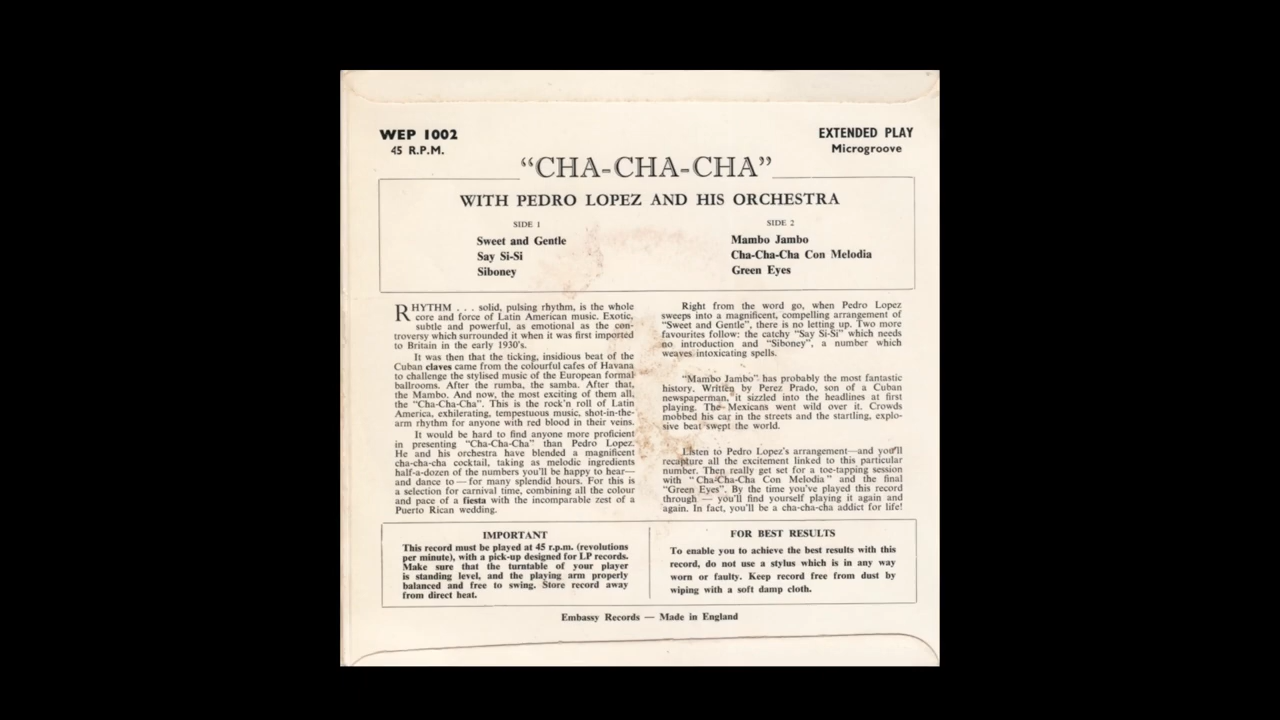 WEP 1002
45 R.P.M.
EXTENDED PLAY
Microgroove
“CHA-CHA-CHA”
WITH PEDRO LOPEZ AND HIS ORCHESTRA
SIDE 1
Sweet and Gentle
Say Si-Si
Siboney
SIDE 2
Mambo Jambo
Cha-Cha-Cha Con Melodia
Green Eyes
RHYTHM . . . solid, pulsing rhythm, is the whole
core and force of Latin American music. Exotic,
subtle and powerful, as emotional as the con-
troversy which surrounded it when it was first imported
to Britain in the early 1930's.
It was then that the ticking, insidious beat of the
Cuban claves came from the colourful cafes of Havana
to challenge the stylised music of the European formal
ballrooms. After the rumba, the samba. After that,
the Mambo. And now, the most exciting of them all,
the “Cha-Cha-Cha”. This is the rock'n roll of Latin
America, exhilerating, tempestuous music, shot-in-the-
arm rhythm for anyone with red blood in their veins.
It would be hard to find anyone more proficient
in presenting “Cha-Cha-Cha” than Pedro Lopez.
He and his orchestra have blended a magnificent
cha-cha-cha cocktail, taking as melodic ingredients
half-a-dozen of the numbers you'll be happy to hear—
and dance to — for many splendid hours. For this is
a selection for carnival time, combining all the colour
and pace of a fiesta with the incomparable zest of a
Puerto Rican wedding.
Right from the word go, when Pedro Lopez
sweeps into a magnificent, compelling arrangement of
“Sweet and Gentle”, there is no letting up. Two more
favourites follow: the catchy “Say Si-Si” which needs
no introduction and “Siboney”, a number which
weaves intoxicating spells.
“Mambo Jambo” has probably the most fantastic
history. Written by Perez Prado, son of a Cuban
newspaperman, it sizzled into the headlines at first
playing. The Mexicans went wild over it. Crowds
mobbed his car in the streets and the startling, explo-
sive beat swept the world.
Listen to Pedro Lopez's arrangement—and you'll
recapture all the excitement linked to this particular
number. Then really get set for a toe-tapping session
with “Cha-Cha-Cha Con Melodia” and the final
“Green Eyes”. By the time you've played this record
through — you'll find yourself playing it again and
again. In fact, you'll be a cha-cha-cha addict for life!
IMPORTANT
This record must be played at 45 r.p.m. (revolutions
per minute), with a pick-up designed for LP records.
Make sure that the turntable of your player
is standing level, and the playing arm properly
balanced and free to swing. Store record away
from direct heat.
FOR BEST RESULTS
To enable you to achieve the best results with this
record, do not use a stylus which is in any way
worn or faulty. Keep record free from dust by
wiping with a soft damp cloth.
Embassy Records — Made in England